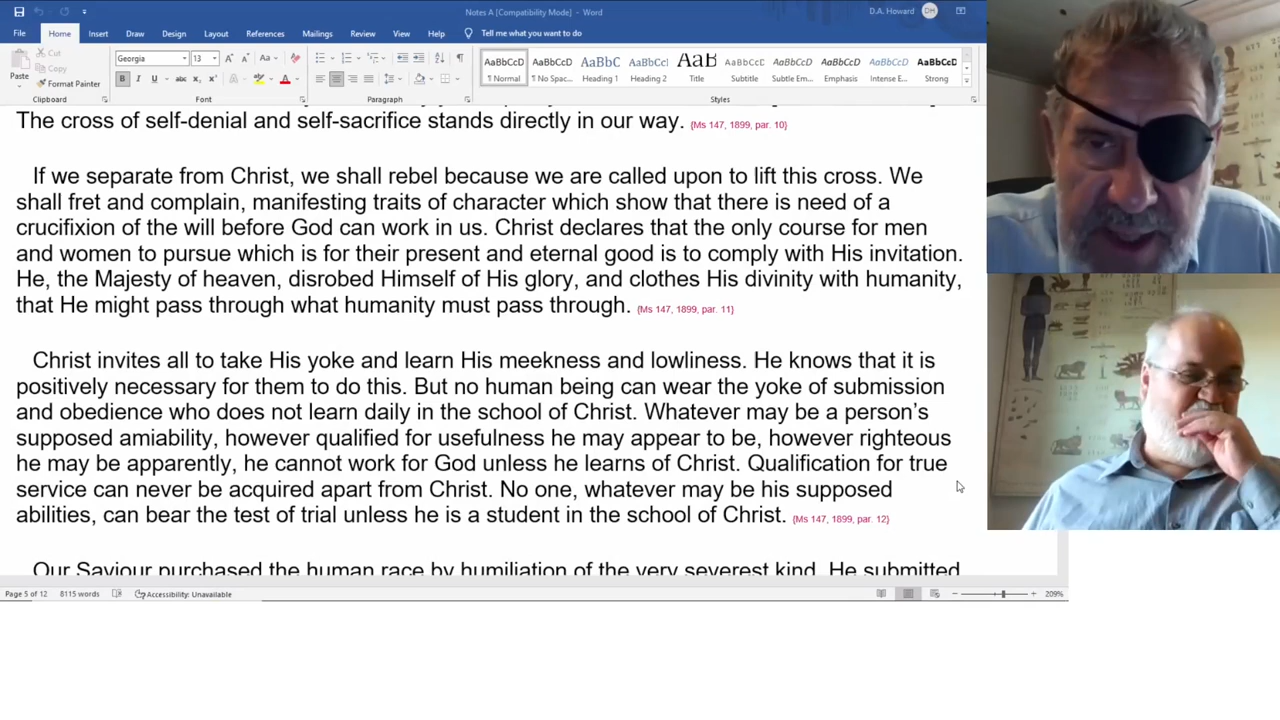 Notes A [Compatibility Mode] - Word
D.A. Howard
DH
File Home Insert Draw Design Layout References Mailings Review View Help Tell me what you want to do
Paste
Cut
Copy
Format Painter
Georgia 13
Aa
B I U abc X₂ X² A A
AaBbCcD AaBbCcD AaBbCcD AaBbCcD AaB AaBbCcD AaBbCcD AaBbCcD AaBbCcD AaBbCcD
¶ Normal ¶ No Spac... Heading 1 Heading 2 Title Subtitle Subtle Em... Emphasis Intense E... Strong
Clipboard Font Paragraph Styles
The cross of self-denial and self-sacrifice stands directly in our way. {Ms 147, 1899, par. 10}
If we separate from Christ, we shall rebel because we are called upon to lift this cross. We
shall fret and complain, manifesting traits of character which show that there is need of a
crucifixion of the will before God can work in us. Christ declares that the only course for men
and women to pursue which is for their present and eternal good is to comply with His invitation.
He, the Majesty of heaven, disrobed Himself of His glory, and clothes His divinity with humanity,
that He might pass through what humanity must pass through. {Ms 147, 1899, par. 11}
Christ invites all to take His yoke and learn His meekness and lowliness. He knows that it is
positively necessary for them to do this. But no human being can wear the yoke of submission
and obedience who does not learn daily in the school of Christ. Whatever may be a person's
supposed amiability, however qualified for usefulness he may appear to be, however righteous
he may be apparently, he cannot work for God unless he learns of Christ. Qualification for true
service can never be acquired apart from Christ. No one, whatever may be his supposed
abilities, can bear the test of trial unless he is a student in the school of Christ. {Ms 147, 1899, par. 12}
Our Saviour purchased the human race by humiliation of the very severest kind. He submitted
Page 5 of 12 8115 words Accessibility: Unavailable 209%